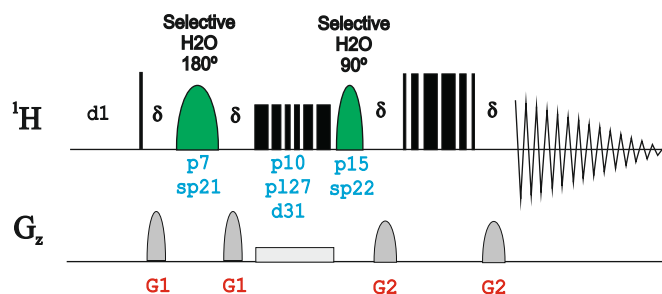 Selective Selective
H2O H2O
180º 90º
¹H d1 δ δ δ δ
p7 p10 p15
sp21 pl27 sp22
d31
Gz
G1 G1 G2 G2